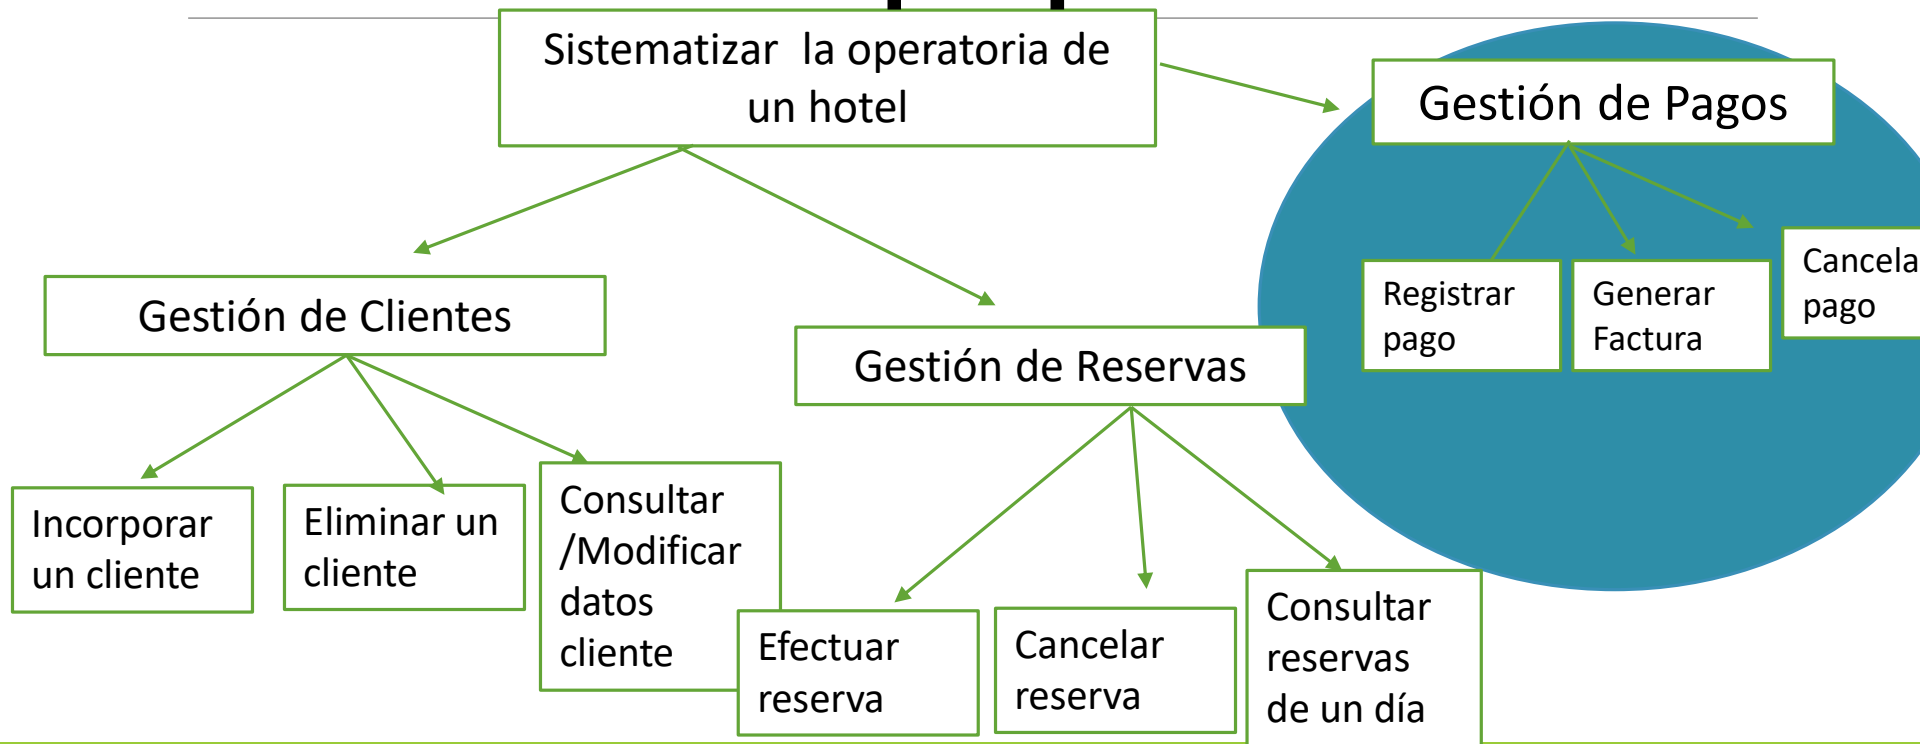 Sistematizar la operatoria de
un hotel
Gestión de Pagos
Registrar
pago
Generar
Factura
Cancela
pago
Gestión de Clientes
Gestión de Reservas
Incorporar
un cliente
Eliminar un
cliente
Consultar
/Modificar
datos
cliente
Efectuar
reserva
Cancelar
reserva
Consultar
reservas
de un día